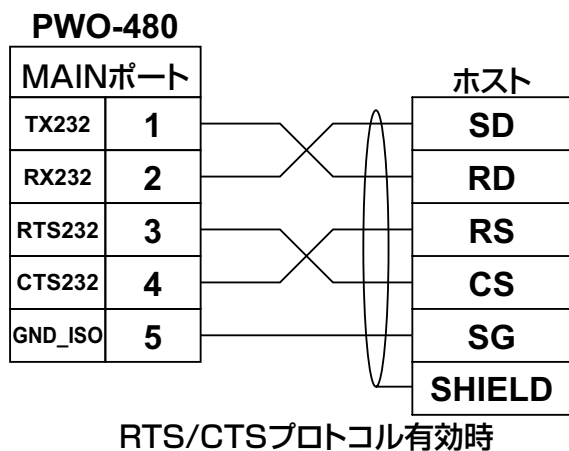 PWO-480
MAINポート
ホスト
TX232 1 SD
RX232 2 RD
RTS232 3 RS
CTS232 4 CS
GND_ISO 5 SG
SHIELD
RTS/CTSプロトコル有効時